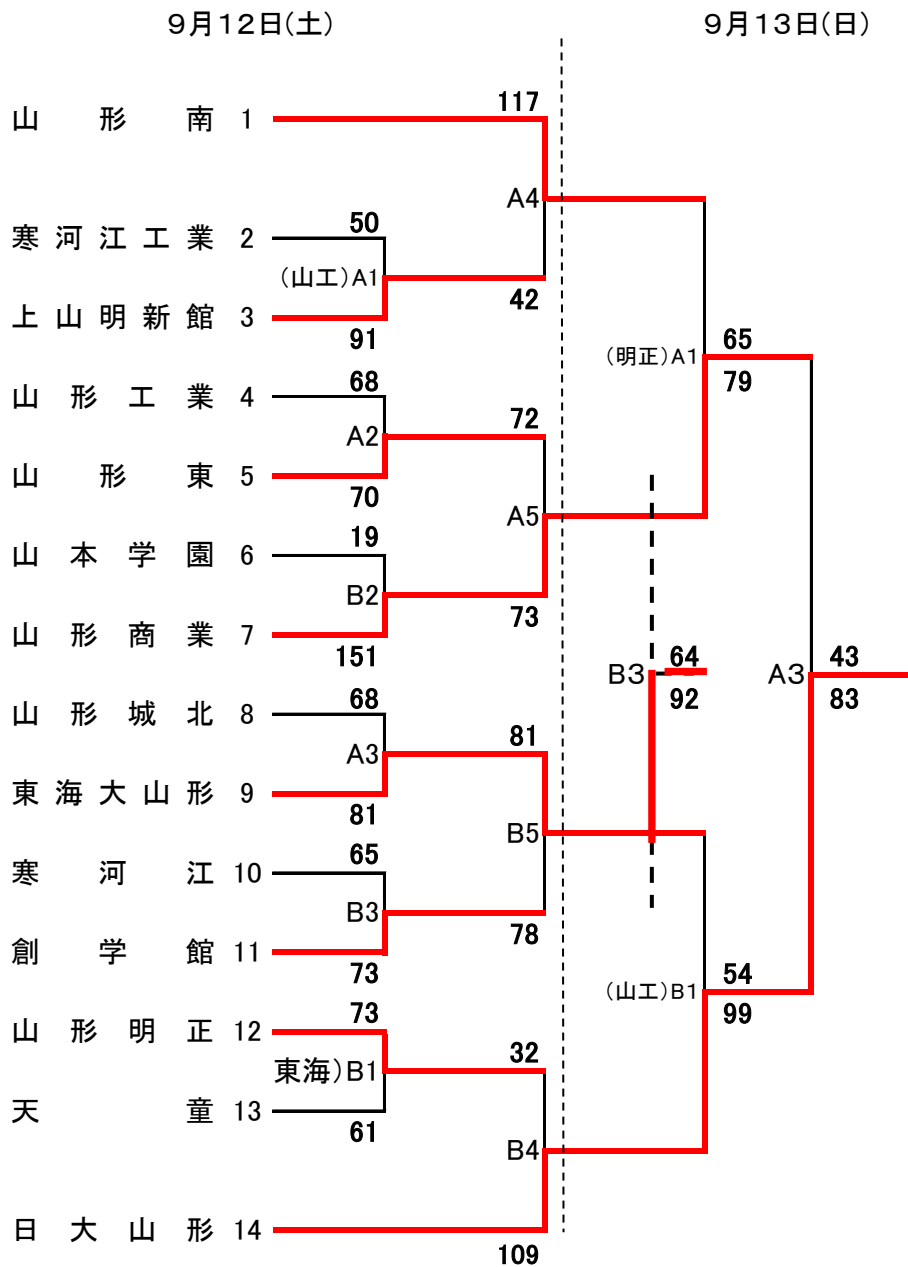 9月12日(土) 9月13日(日)
117
山形南 1
A4
50
寒河江工業 2
(山工)A1
42
上山明新館 3
91
65
(明正)A1
79
68
山形工業 4
72
A2
山形東 5
70
A5
19
山本学園 6
B2
73
山形商業 7
151
64
43
B3
A3
92
83
68
山形城北 8
81
A3
東海大山形 9
81
B5
65
寒河江 10
B3
78
創学館 11
73
54
(山工)B1
99
73
山形明正 12
32
東海)B1
天童 13
61
B4
日大山形 14
109